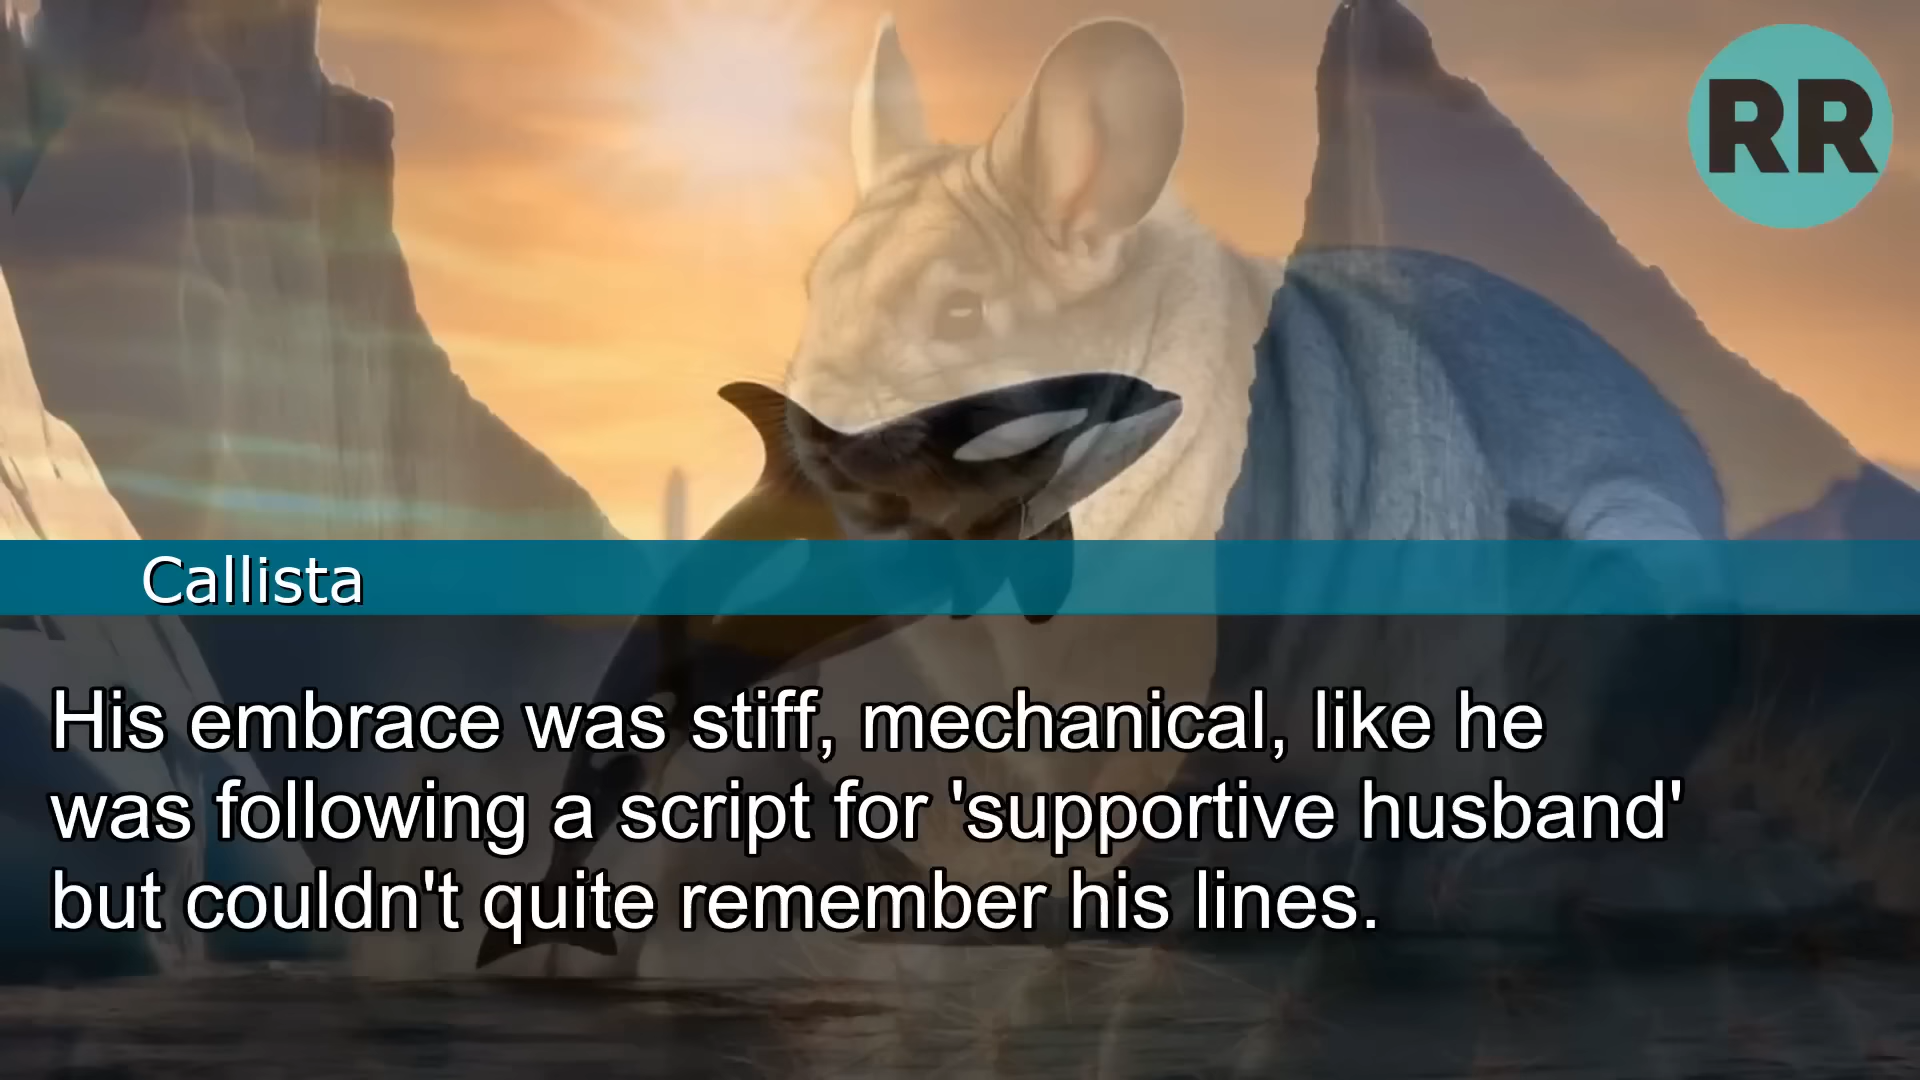 RR
Callista
His embrace was stiff, mechanical, like he
was following a script for 'supportive husband'
but couldn't quite remember his lines.